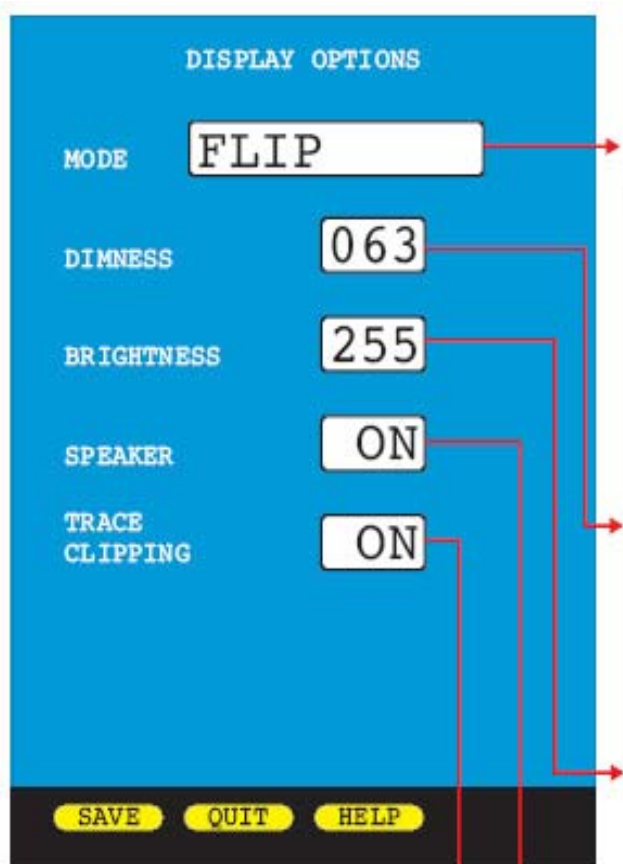 DISPLAY OPTIONS
MODE FLIP
DIMNESS 063
BRIGHTNESS 255
SPEAKER ON
TRACE
CLIPPING ON
SAVE QUIT HELP